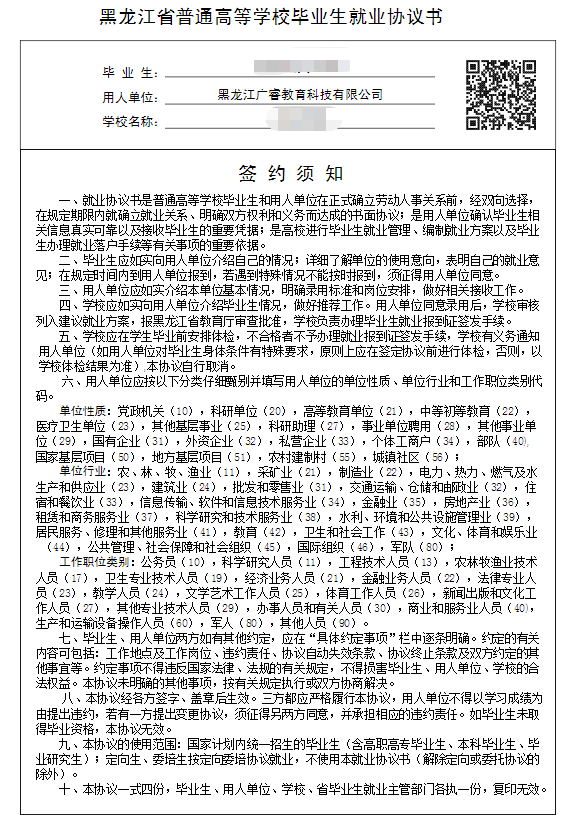 黑龙江省普通高等学校毕业生就业协议书
毕 业 生：
用人单位： 黑龙江广睿教育科技有限公司
学校名称：
签 约 须 知
一、就业协议书是普通高等学校毕业生和用人单位在正式确立劳动人事关系前，经双向选择，
在规定期限内就确立就业关系、明确双方权利和义务而达成的书面协议；是用人单位确认毕业生相
关信息真实可靠以及接收毕业生的重要凭据；是高校进行毕业生就业管理、编制就业方案以及毕业
生办理就业落户手续等有关事项的重要依据。
二、毕业生应如实向用人单位介绍自己的情况；详细了解单位的使用意向，表明自己的就业意
见；在规定时间内到用人单位报到，若遇到特殊情况不能按时报到，须征得用人单位同意。
三、用人单位应如实介绍本单位基本情况，明确录用标准和岗位安排，做好相关接收工作。
四、学校应如实向用人单位介绍毕业生情况，做好推荐工作。用人单位同意录用后，学校审核
列入建议就业方案，报黑龙江省教育厅审查批准，学校负责办理毕业生就业报到证签发手续。
五、学校应在学生毕业前安排体检，不合格者不予办理就业报到证签发手续，学校有义务通知
用人单位（如用人单位对毕业生身体条件有特殊要求，原则上应在签定协议前进行体检，否则，以
学校体检结果为准）,本协议自行取消。
六、用人单位应按以下分类仔细甄别并填写用人单位的单位性质、单位行业和工作职位类别代
码。
单位性质：党政机关（10），科研单位（20），高等教育单位（21），中等初等教育（22），
医疗卫生单位（23），其他基层事业（25），科研助理（27），事业单位聘用（28），其他事业单
位（29），国有企业（31），外资企业（32），私营企业（33），个体工商户（34），部队（40），
国家基层项目（50），地方基层项目（51），农村建制村（55），城镇社区（56）；
单位行业：农、林、牧、渔业（11），采矿业（21），制造业（22），电力、热力、燃气及水
生产和供应业（23），建筑业（24），批发和零售业（31），交通运输、仓储和邮政业（32），住
宿和餐饮业（33），信息传输、软件和信息技术服务业（34），金融业（35），房地产业（36），
租赁和商务服务业（37），科学研究和技术服务业（38），水利、环境和公共设施管理业（39），
居民服务、修理和其他服务业（41），教育（42），卫生和社会工作（43），文化、体育和娱乐业
（44），公共管理、社会保障和社会组织（45），国际组织（46），军队（80）；
工作职位类别：公务员（10），科学研究人员（11），工程技术人员（13），农林牧渔业技术
人员（17），卫生专业技术人员（19），经济业务人员（21），金融业务人员（22），法律专业人
员（23），教学人员（24），文学艺术工作人员（25），体育工作人员（26），新闻出版和文化工
作人员（27），其他专业技术人员（29），办事人员和有关人员（30），商业和服务业人员（40），
生产和运输设备操作人员（60），军人（80），其他人员（90）。
七、毕业生、用人单位两方如有其他约定，应在“具体约定事项”栏中逐条明确。约定的有关
内容可包括：工作地点及工作岗位、违约责任、协议自动失效条款、协议终止条款及双方约定的其
他事宜等。约定事项不得违反国家法律、法规的有关规定，不得损害毕业生、用人单位、学校的合
法权益。本协议未明确的其他事项，按有关规定执行或双方协商解决。
八、本协议经各方签字、盖章后生效。三方都应严格履行本协议，用人单位不得以学习成绩为
由提出违约，若有一方提出变更协议，须征得另两方同意，并承担相应的违约责任。如毕业生未取
得毕业资格，本协议无效。
九、本协议的使用范围：国家计划内统一招生的毕业生（含高职高专毕业生、本科毕业生、毕
业研究生）；定向生、委培生按定向委培协议就业，不使用本就业协议书（解除定向或委托协议的
除外）。
十、本协议一式四份，毕业生、用人单位、学校、省毕业生就业主管部门各执一份，复印无效。